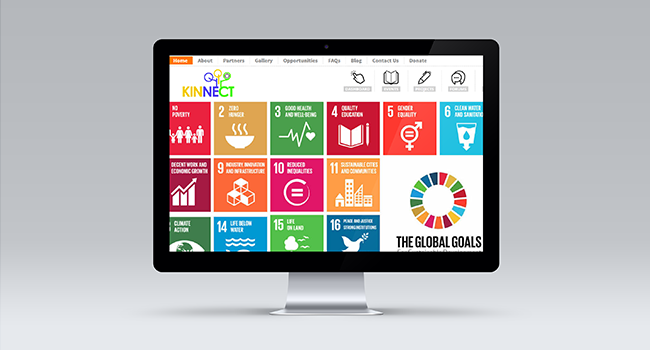 Home About Partners Gallery Opportunities FAQs Blog Contact Us Donate
KINNECT
NO
POVERTY
2 ZERO
HUNGER
3 GOOD HEALTH
AND WELL-BEING
4 QUALITY
EDUCATION
5 GENDER
EQUALITY
6 CLEAN WATER
AND SANITATI
DECENT WORK AND
ECONOMIC GROWTH
9 INDUSTRY, INNOVATION
AND INFRASTRUCTURE
10 REDUCED
INEQUALITIES
11 SUSTAINABLE CITIES
AND COMMUNITIES
CLIMATE
ACTION
14 LIFE BELOW
WATER
15 LIFE
ON LAND
16 PEACE AND JUSTICE
STRONG INSTITUTIONS
THE GLOBAL GOALS